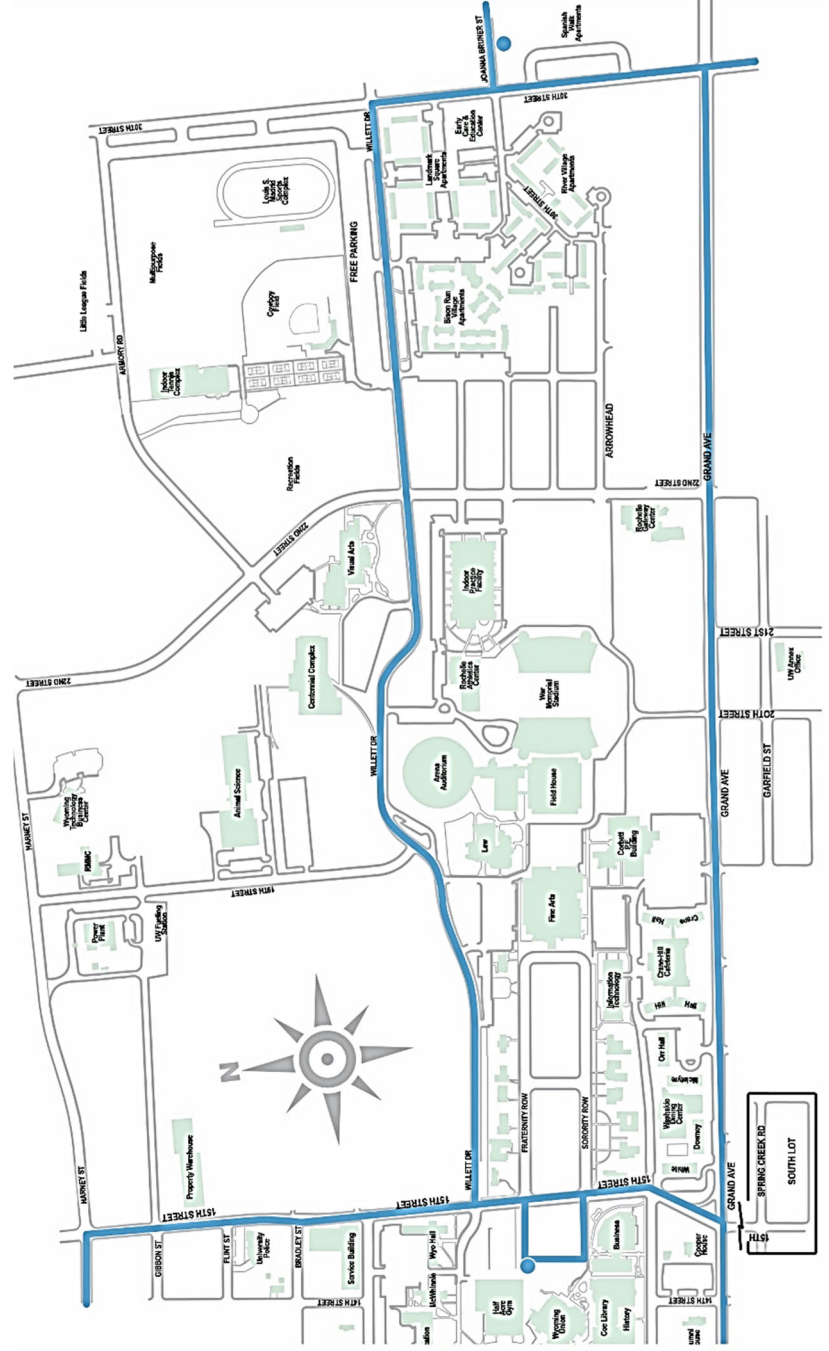 JOANNA BRUNER ST
Spanish
Walk
Apartments
30TH STREET
30TH STREET
WILLETT DR
Early
Care &
Education
Center
Landmark
Square
Apartments
River Village
Apartments
30TH STREET
Louis S.
Madrid
Sports
Complex
Multipurpose
Fields
Little League Fields
FREE PARKING
Cowboy
Field
Bison Run
Village
Apartments
ARMORY RD
Indoor
Tennis
Complex
ARROWHEAD
GRAND AVE
Recreation
Fields
22ND STREET
22ND STREET
Rochelle
Gateway
Center
Visual Arts
Indoor
Practice
Facility
21ST STREET
UW Annex
Office
22ND STREET
Centennial Complex
Rochelle
Athletics
Center
War
Memorial
Stadium
20TH STREET
WILLETT DR
GARFIELD ST
GRAND AVE
Wyoming
Technology
Business
Center
Animal Science
Arena
Auditorium
Field House
HARNEY ST
RMMC
Law
Corbett
P.E.
Building
19TH STREET
Fine Arts
Power
Plant
UW Fueling
Station
Crane
Hall
Crane-Hill
Cafeteria
Hill
Hall
Information
Technology
N
Orr Hall
McIntyre
Washakie
Dining
Center
Downey
White
FRATERNITY ROW
SORORITY ROW
Property Warehouse
HARNEY ST
WILLETT DR
15TH STREET
15TH STREET
15TH STREET
GRAND AVE
SPRING CREEK RD
SOUTH LOT
15TH
GIBBON ST
FLINT ST
University
Police
BRADLEY ST
Service Building
Wyo Hall
Business
Cooper
House
McWhinnie
14TH STREET
Half
Acre
Gym
Wyoming
Union
Coe Library
History
14TH STREET